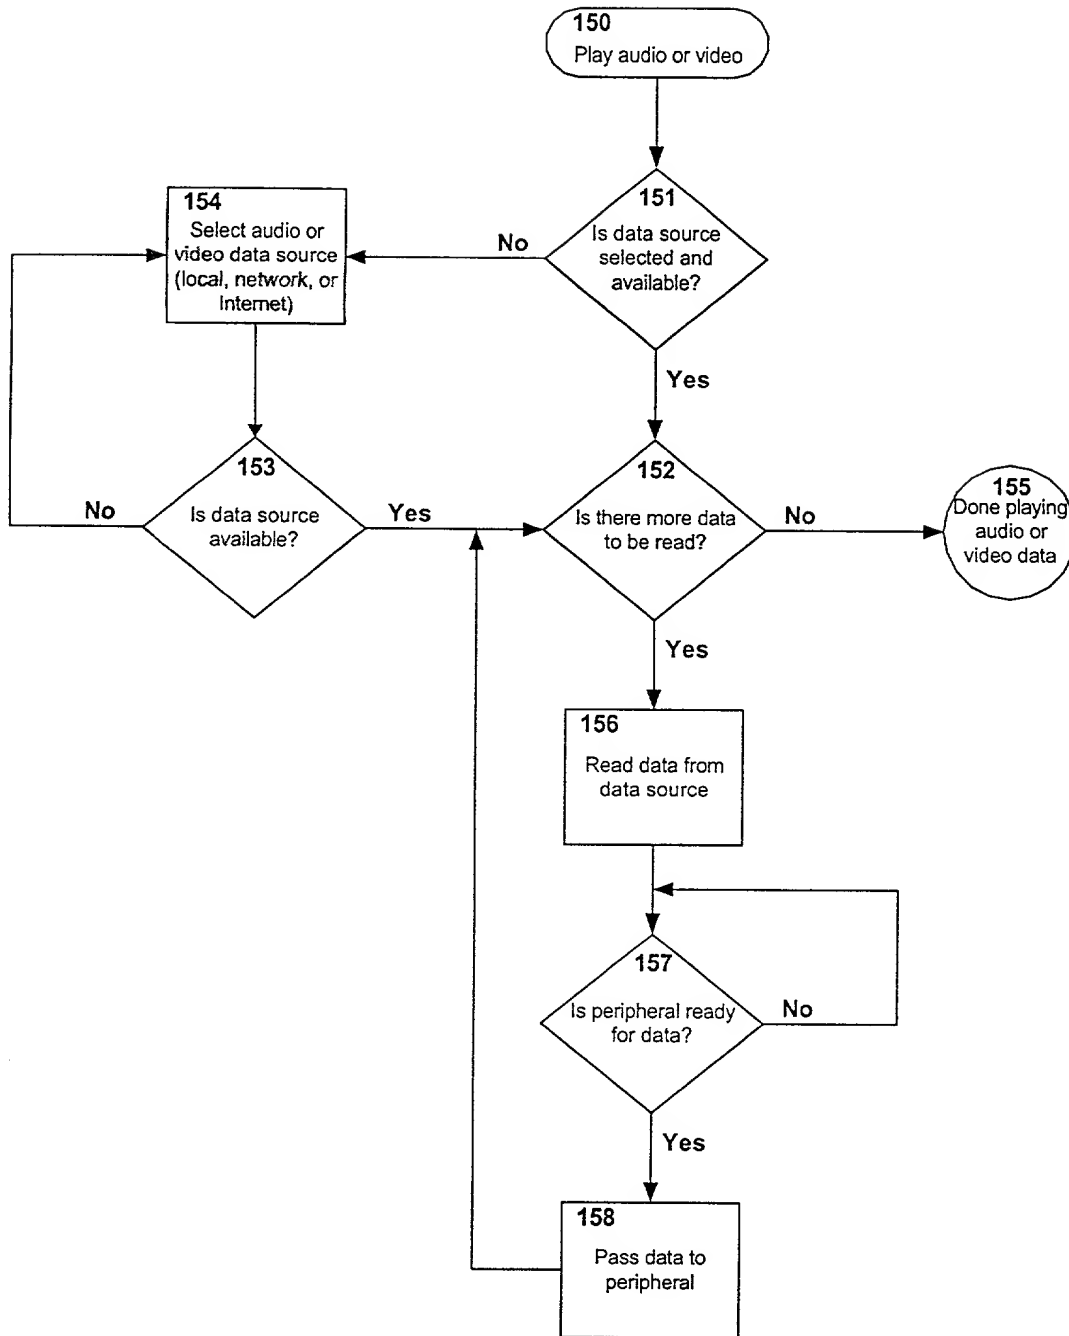 150
Play audio or video
151
Is data source
selected and
available?
No
154
Select audio or
video data source
(local, network, or
Internet)
Yes
153
Is data source
available?
No
Yes
152
Is there more data
to be read?
No
155
Done playing
audio or
video data
Yes
156
Read data from
data source
157
Is peripheral ready
for data?
No
Yes
158
Pass data to
peripheral